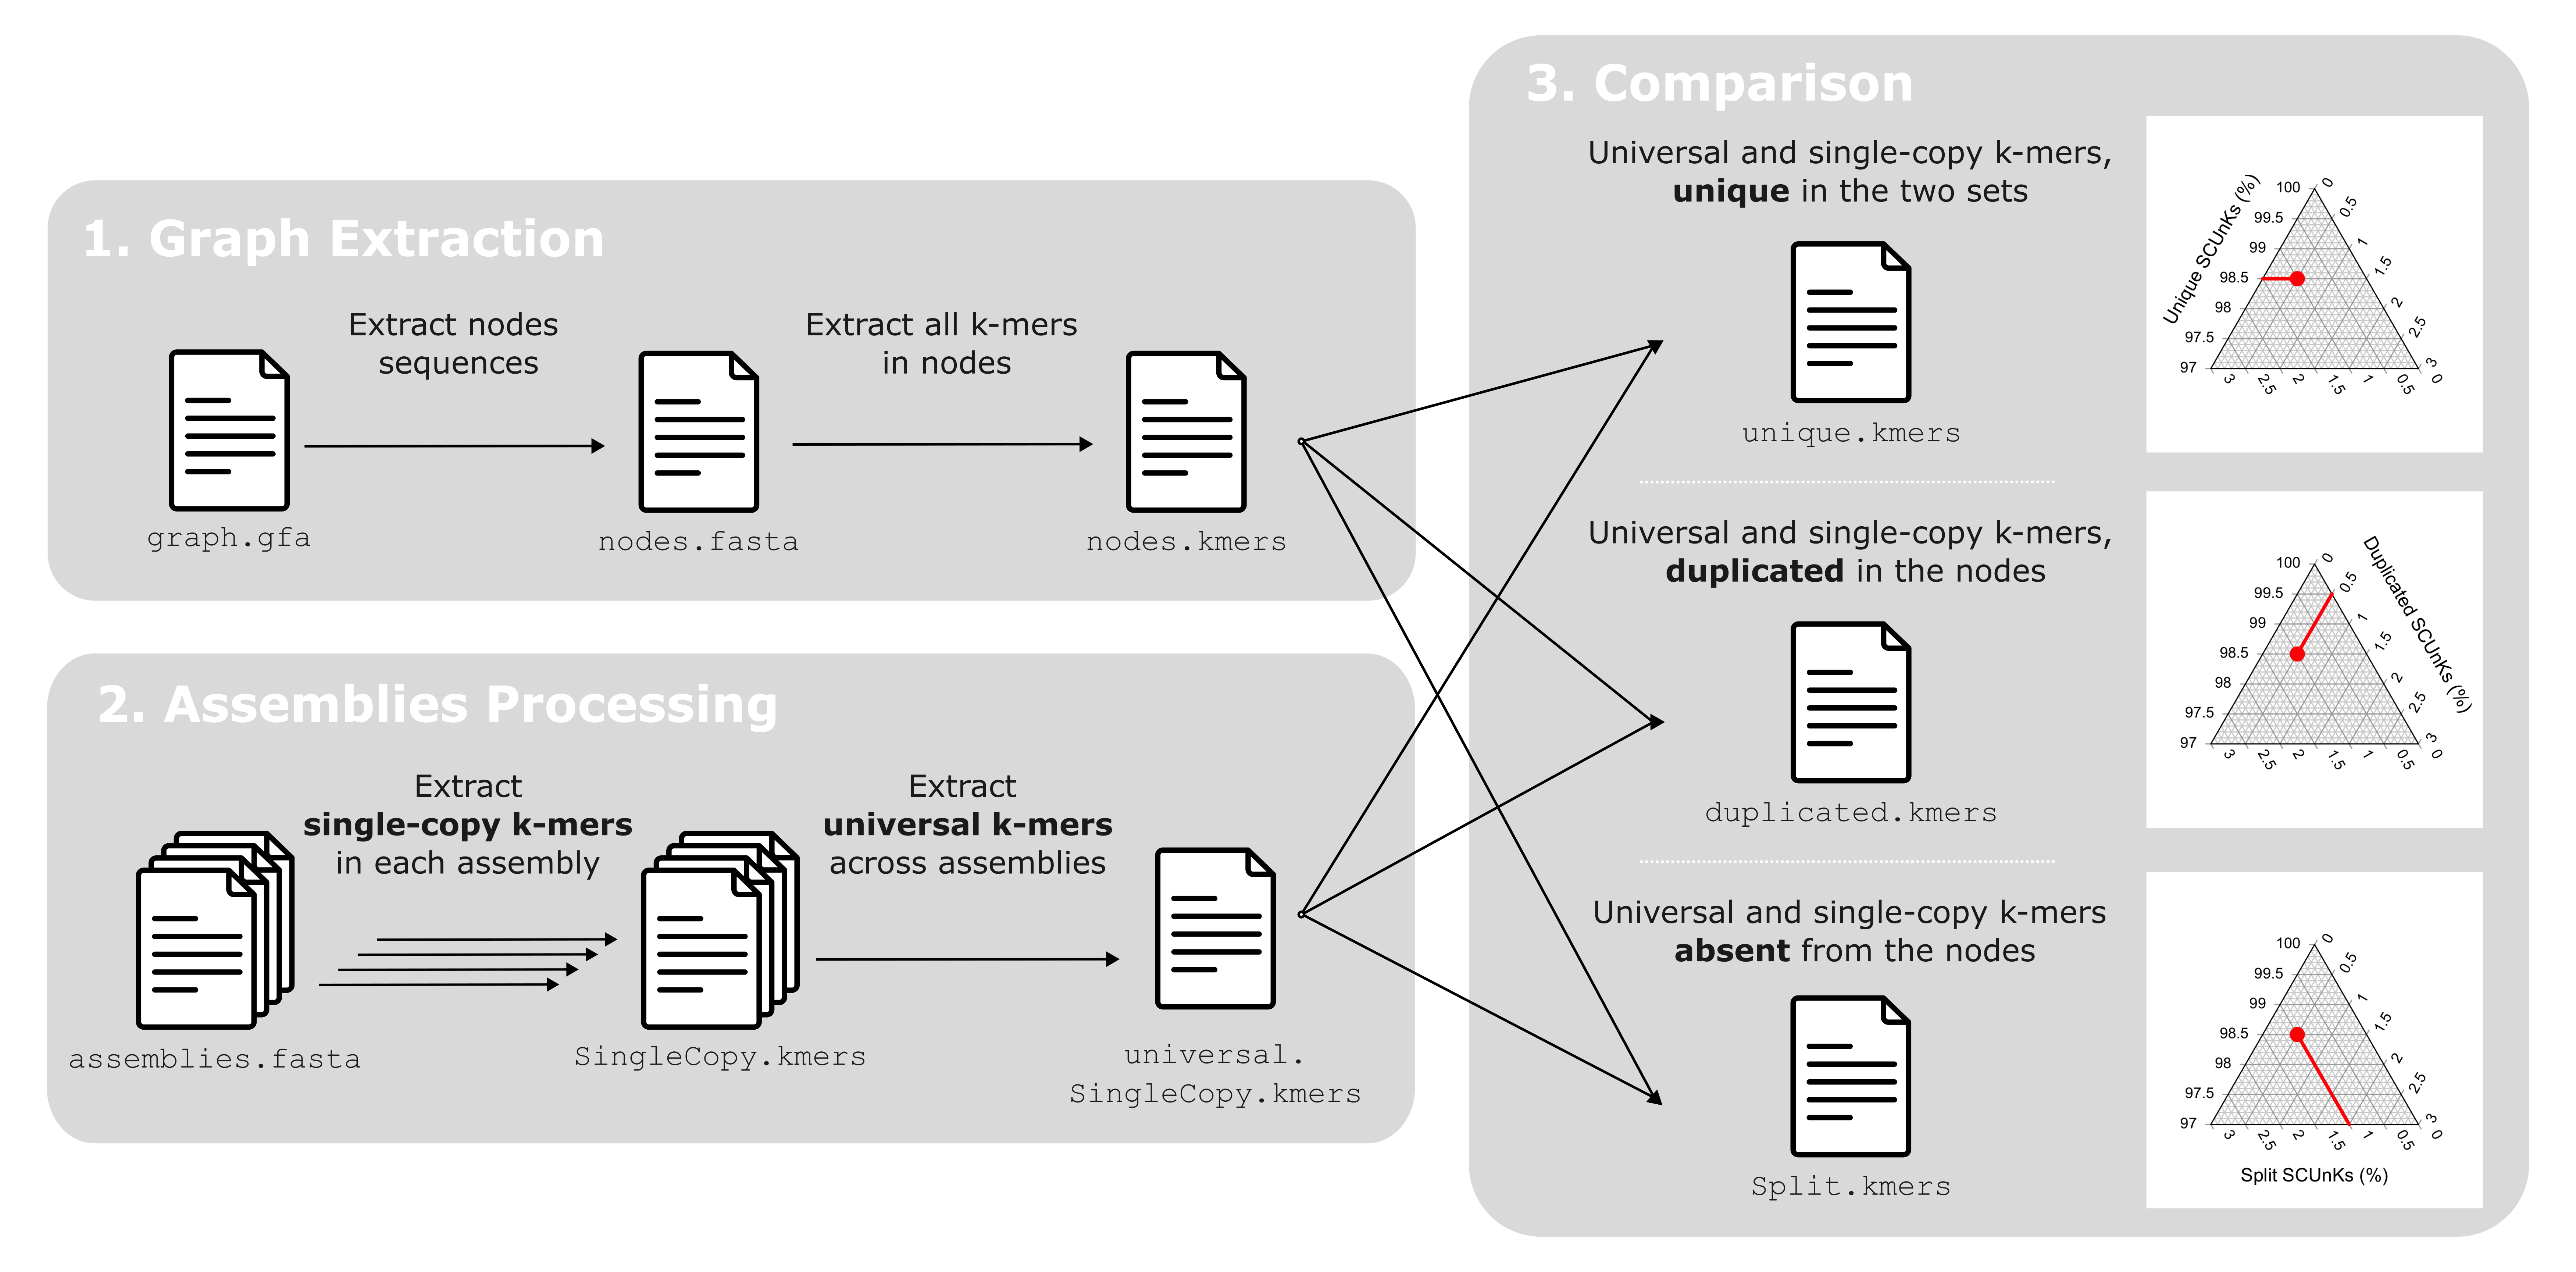 1. Graph Extraction
Extract nodes
sequences
Extract all k-mers
in nodes
graph.gfa
nodes.fasta
nodes.kmers
2. Assemblies Processing
Extract
single-copy k-mers
in each assembly
Extract
universal k-mers
across assemblies
assemblies.fasta
SingleCopy.kmers
universal.
SingleCopy.kmers
3. Comparison
Universal and single-copy k-mers,
unique in the two sets
unique.kmers
Unique SCUnKs (%)
100
99.5
99
98.5
98
97.5
97
0
0.5
1
1.5
2
2.5
3
3
2.5
2
1.5
1
0.5
0
Universal and single-copy k-mers,
duplicated in the nodes
duplicated.kmers
Duplicated SCUnKs (%)
100
99.5
99
98.5
98
97.5
97
0
0.5
1
1.5
2
2.5
3
3
2.5
2
1.5
1
0.5
0
Universal and single-copy k-mers
absent from the nodes
Split.kmers
100
99.5
99
98.5
98
97.5
97
0
0.5
1
1.5
2
2.5
3
3
2.5
2
1.5
1
0.5
0
Split SCUnKs (%)